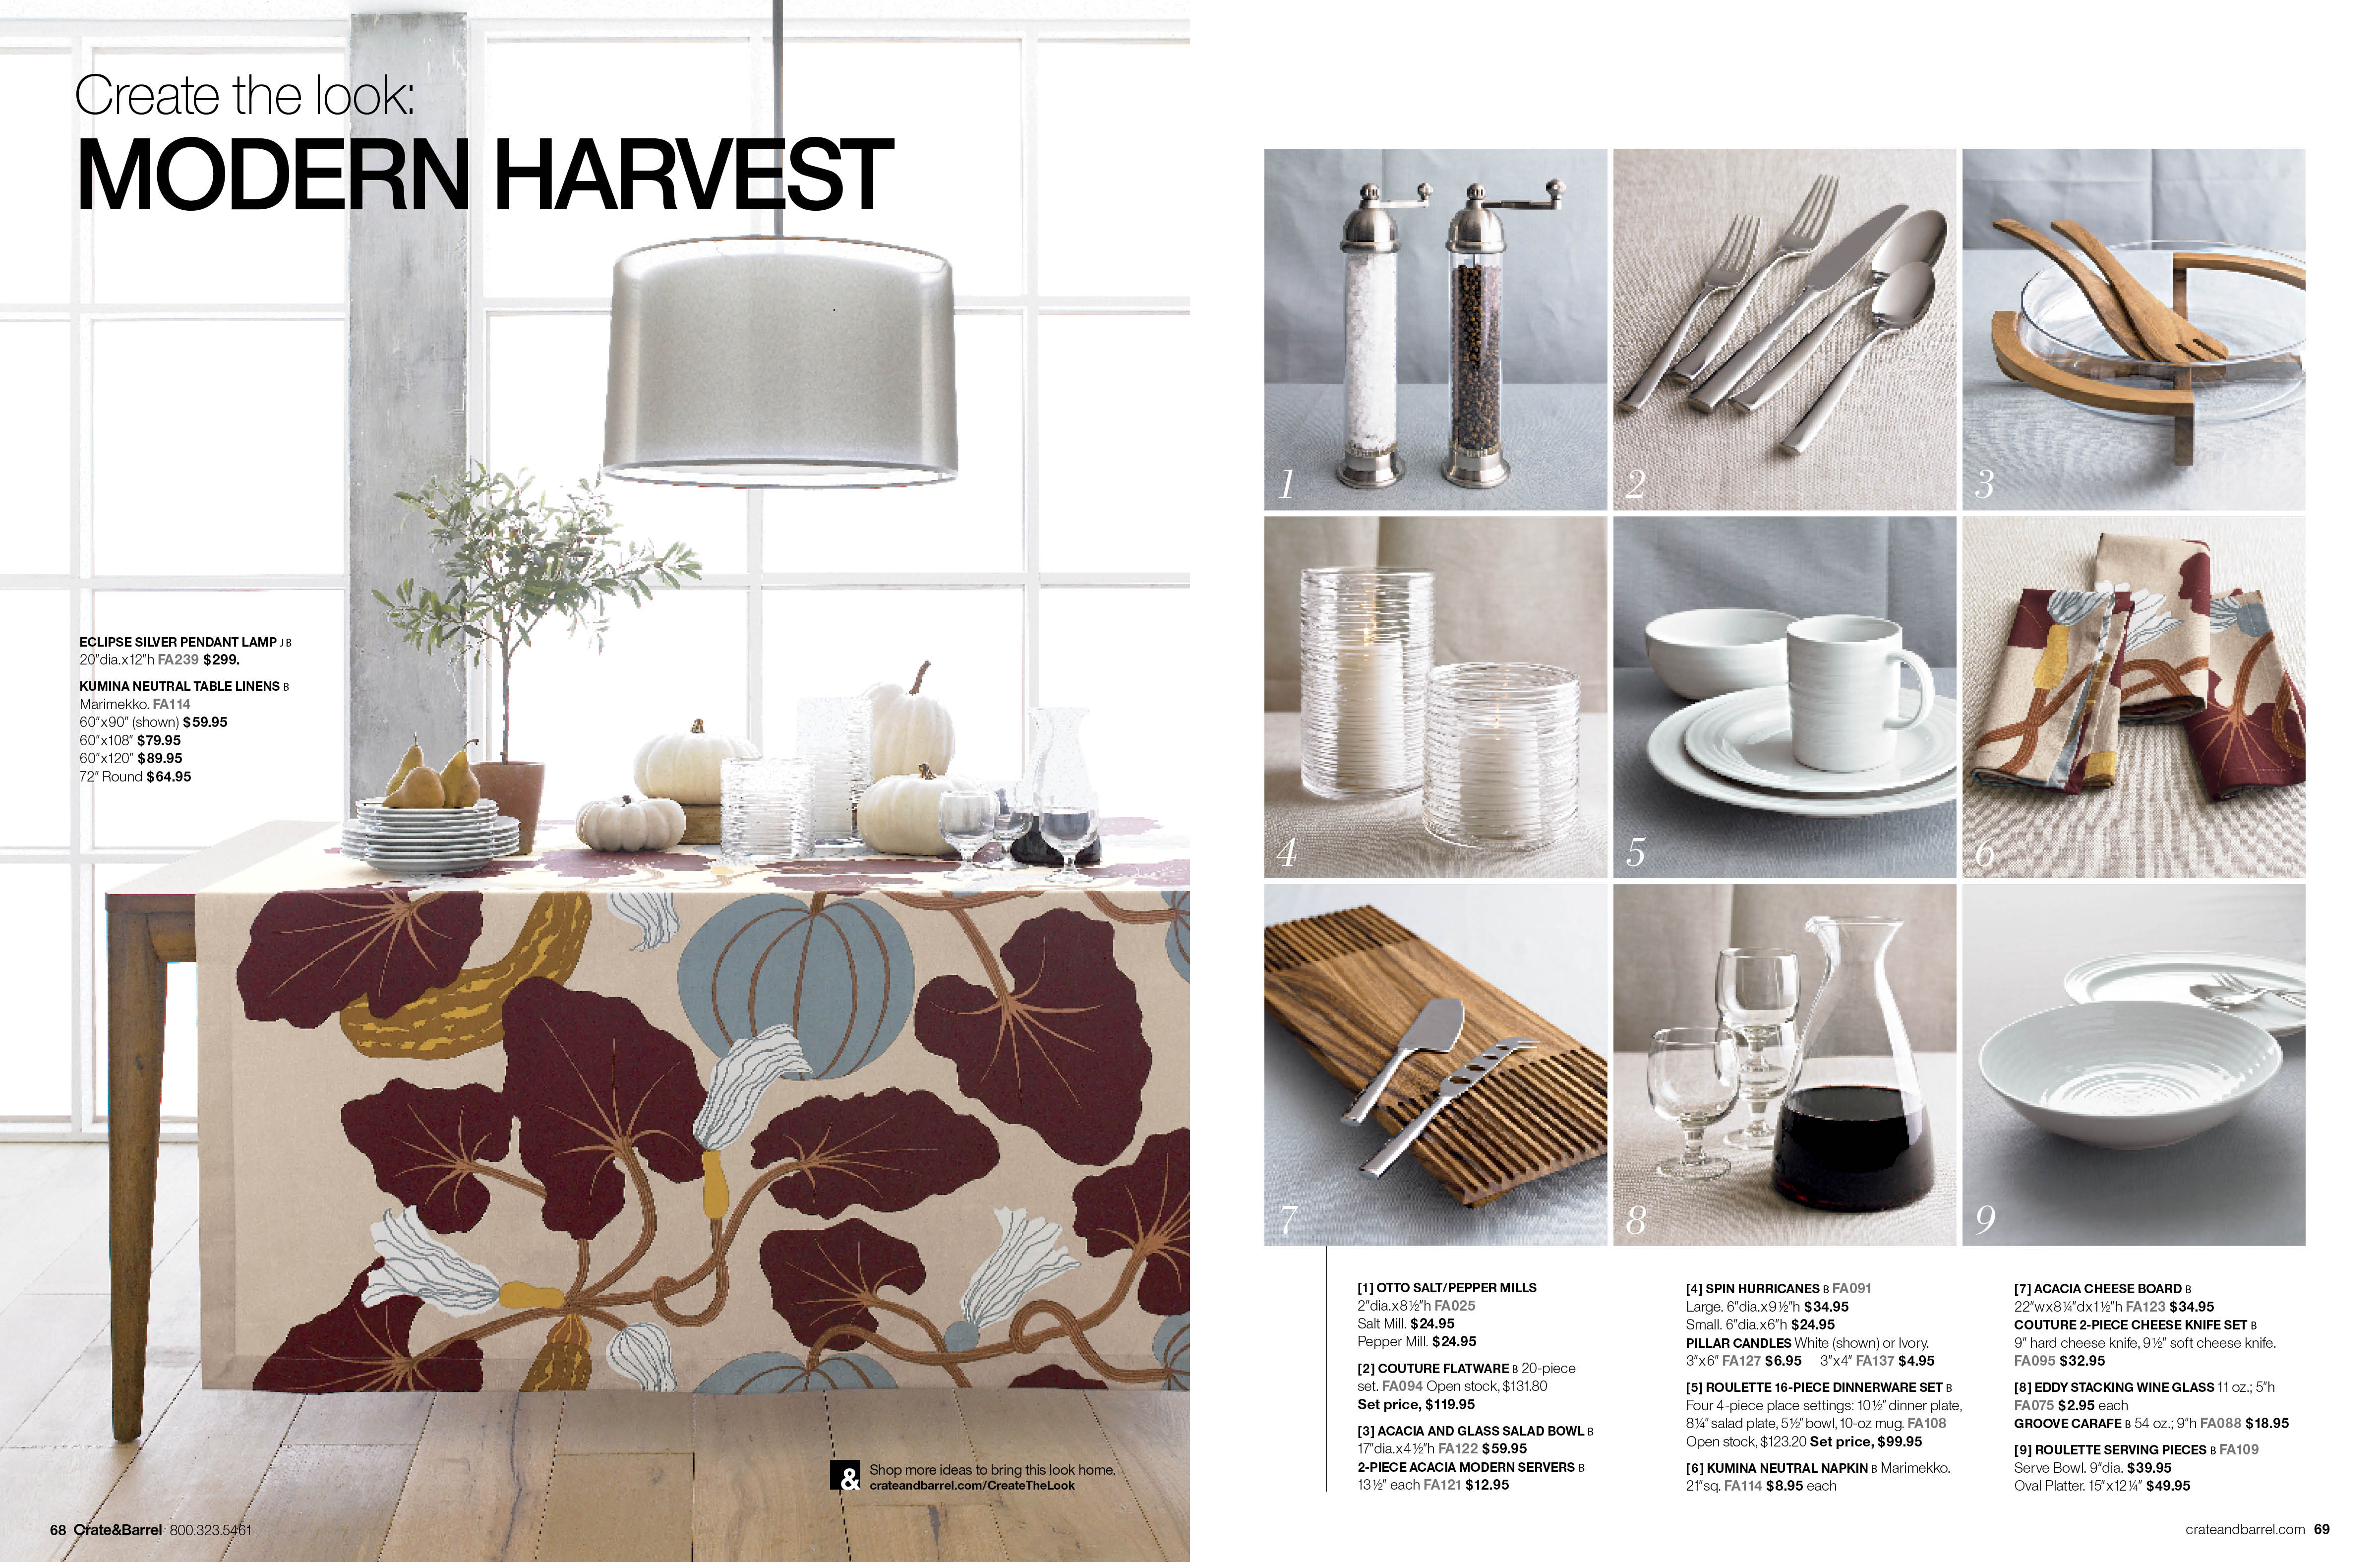 Create the look:
MODERN HARVEST
ECLIPSE SILVER PENDANT LAMP J B
20"dia.x12"h FA239 $299.
KUMINA NEUTRAL TABLE LINENS B
Marimekko. FA114
60"x90" (shown) $59.95
60"x108" $79.95
60"x120" $89.95
72" Round $64.95
& Shop more ideas to bring this look home.
crateandbarrel.com/CreateTheLook
68 Crate&Barrel 800.323.5461
1
2
3
4
5
6
7
8
9
[1] OTTO SALT/PEPPER MILLS
2"dia.x8½"h FA025
Salt Mill. $24.95
Pepper Mill. $24.95
[2] COUTURE FLATWARE B 20-piece
set. FA094 Open stock, $131.80
Set price, $119.95
[3] ACACIA AND GLASS SALAD BOWL B
17"dia.x4½"h FA122 $59.95
2-PIECE ACACIA MODERN SERVERS B
13½" each FA121 $12.95
[4] SPIN HURRICANES B FA091
Large. 6"dia.x9½"h $34.95
Small. 6"dia.x6"h $24.95
PILLAR CANDLES White (shown) or Ivory.
3"x6" FA127 $6.95 3"x4" FA137 $4.95
[5] ROULETTE 16-PIECE DINNERWARE SET B
Four 4-piece place settings: 10½" dinner plate,
8¼" salad plate, 5½" bowl, 10-oz mug. FA108
Open stock, $123.20 Set price, $99.95
[6] KUMINA NEUTRAL NAPKIN B Marimekko.
21"sq. FA114 $8.95 each
[7] ACACIA CHEESE BOARD B
22"wx8¼"dx1½"h FA123 $34.95
COUTURE 2-PIECE CHEESE KNIFE SET B
9" hard cheese knife, 9½" soft cheese knife.
FA095 $32.95
[8] EDDY STACKING WINE GLASS 11 oz.; 5"h
FA075 $2.95 each
GROOVE CARAFE B 54 oz.; 9"h FA088 $18.95
[9] ROULETTE SERVING PIECES B FA109
Serve Bowl. 9"dia. $39.95
Oval Platter. 15"x12¼" $49.95
crateandbarrel.com 69